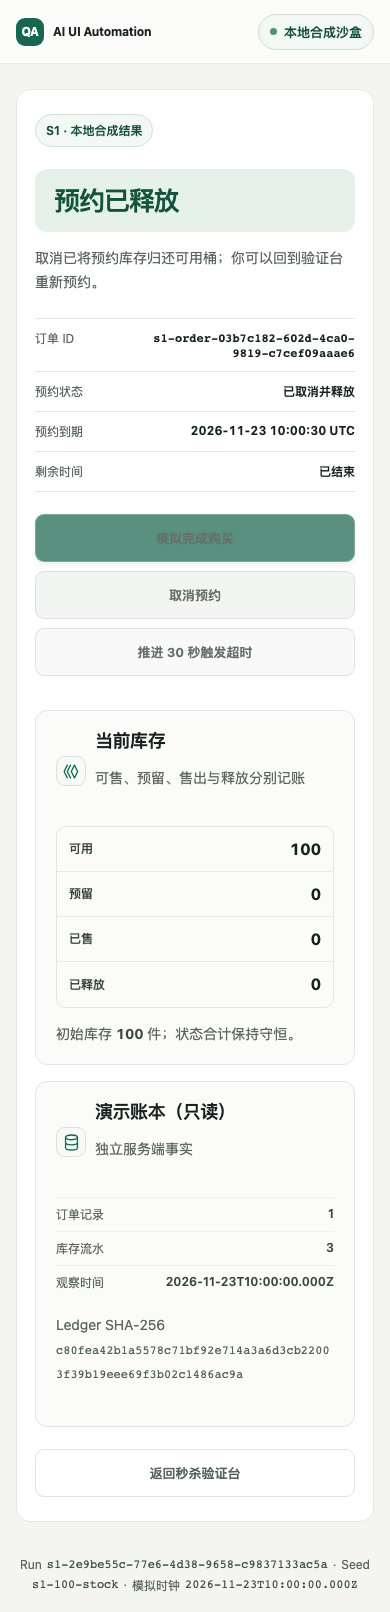 QA AI UI Automation 本地合成沙盒
S1 · 本地合成结果
预约已释放
取消已将预约库存归还可用桶；你可以回到验证台
重新预约。
订单 ID s1-order-03b7c182-602d-4ca0-
9819-c7cef09aaae6
预约状态 已取消并释放
预约到期 2026-11-23 10:00:30 UTC
剩余时间 已结束
模拟完成购买
取消预约
推进 30 秒触发超时
当前库存
可售、预留、售出与释放分别记账
可用 100
预留 0
已售 0
已释放 0
初始库存 100 件；状态合计保持守恒。
演示账本（只读）
独立服务端事实
订单记录 1
库存流水 3
观察时间 2026-11-23T10:00:00.000Z
Ledger SHA-256
c80fea42b1a5578c71bf92e714a3a6d3cb2200
3f39b19eee69f3b02c1486ac9a
返回秒杀验证台
Run s1-2e9be55c-77e6-4d38-9658-c9837133ac5a · Seed
s1-100-stock · 模拟时钟 2026-11-23T10:00:00.000Z